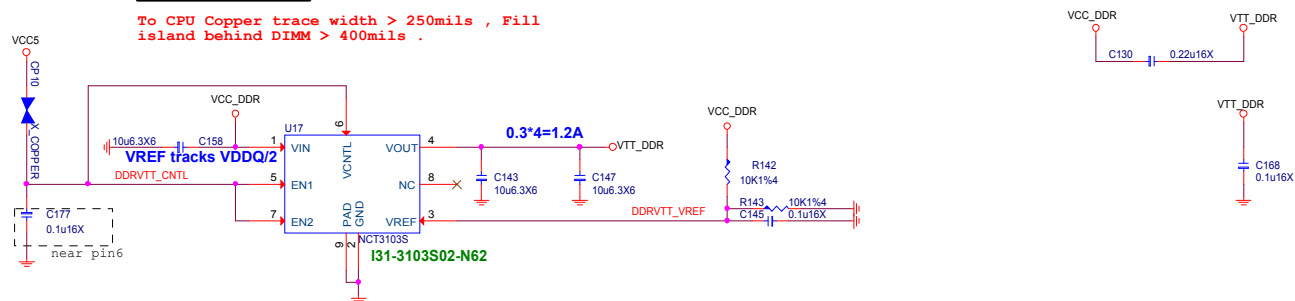 To CPU Copper trace width > 250mils , Fill
island behind DIMM > 400mils .
VCC5
CP10
X_COPPER
VCC_DDR
10u6.3X6
C158
VREF tracks VDDQ/2
DDRVTT_CNTL
C177
0.1u16X
near pin6
U17
1
VIN
5
EN1
7
EN2
6
VCNTL
VOUT
4
NC
8
VREF
3
PAD
GND
9
2
NCT3103S
I31-3103S02-N62
0.3*4=1.2A
VTT_DDR
C143
10u6.3X6
C147
10u6.3X6
DDRVTT_VREF
VCC_DDR
R142
10K1%4
R143
10K1%4
C145
0.1u16X
VCC_DDR
VTT_DDR
C130
0.22u16X
VTT_DDR
C168
0.1u16X